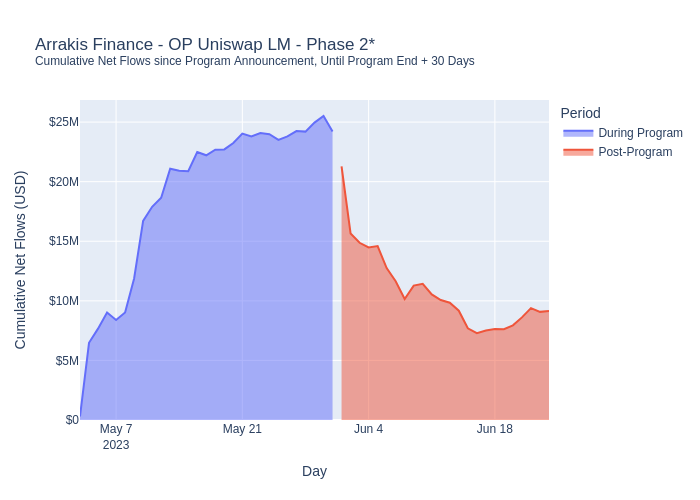 Arrakis Finance - OP Uniswap LM - Phase 2*
Cumulative Net Flows since Program Announcement, Until Program End + 30 Days
Period
During Program
Post-Program
Cumulative Net Flows (USD)
$25M
$20M
$15M
$10M
$5M
$0
May 7
2023
May 21
Jun 4
Jun 18
Day